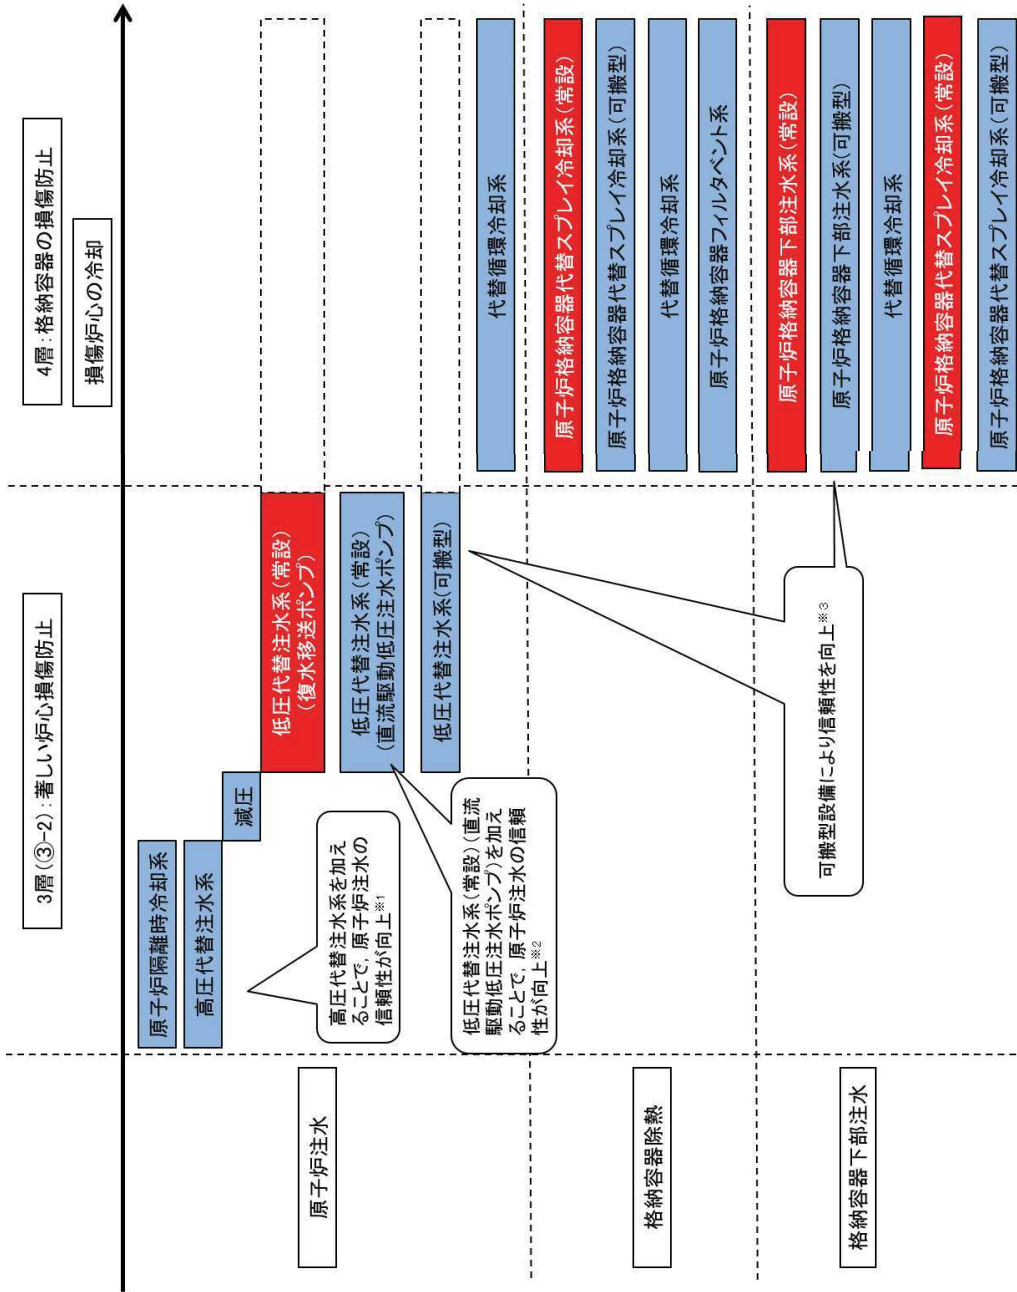 3層(③-2):著しい炉心損傷防止
4層:格納容器の損傷防止
損傷炉心の冷却
原子炉注水
原子炉隔離時冷却系
高圧代替注水系
減圧
低圧代替注水系(常設)
(復水移送ポンプ)
低圧代替注水系(常設)
(直流駆動低圧注水ポンプ)
低圧代替注水系(可搬型)
代替循環冷却系
高圧代替注水系を加え
ることで,原子炉注水の
信頼性が向上※1
低圧代替注水系(常設)(直流
駆動低圧注水ポンプ)を加え
ることで,原子炉注水の信頼
性が向上※2
格納容器除熱
原子炉格納容器代替スプレイ冷却系(常設)
原子炉格納容器代替スプレイ冷却系(可搬型)
代替循環冷却系
原子炉格納容器フィルタベント系
格納容器下部注水
原子炉格納容器下部注水系(常設)
原子炉格納容器下部注水系(可搬型)
代替循環冷却系
原子炉格納容器代替スプレイ冷却系(常設)
原子炉格納容器代替スプレイ冷却系(可搬型)
可搬型設備により信頼性を向上※3